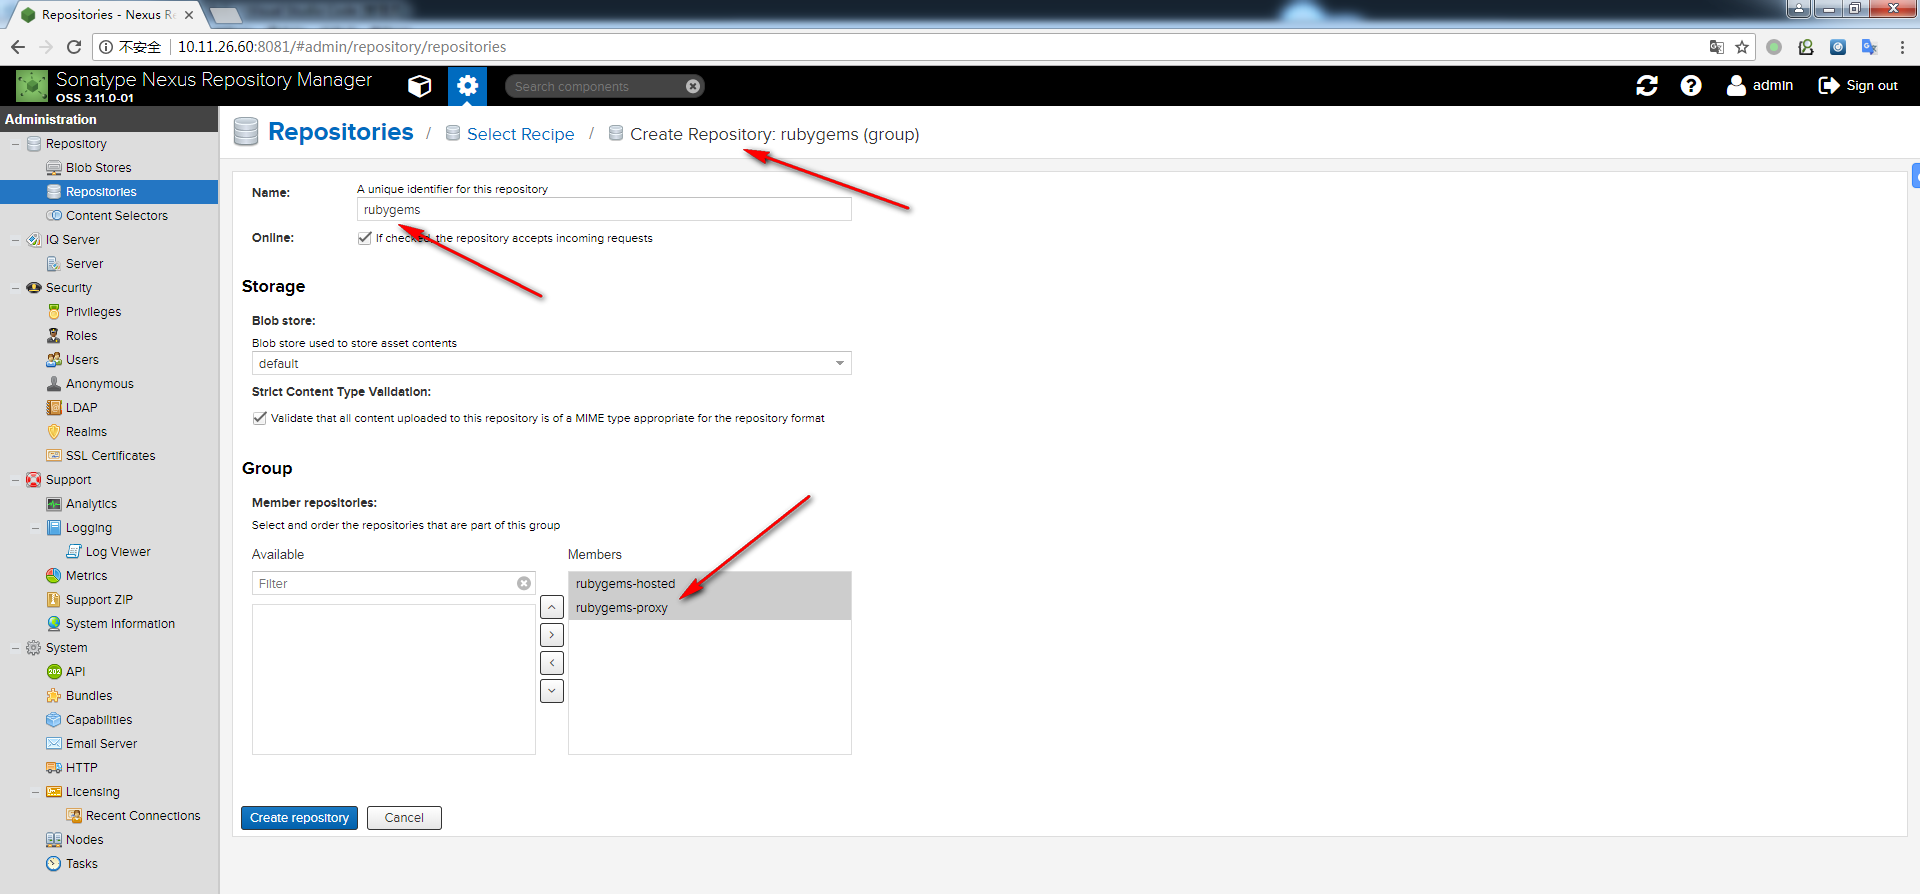 Repositories - Nexus Re
不安全
10.11.26.60:8081/#admin/repository/repositories
Sonatype Nexus Repository Manager
OSS 3.11.0-01
Search components
admin
Sign out
Administration
Repository
Blob Stores
Repositories
Content Selectors
IQ Server
Server
Security
Privileges
Roles
Users
Anonymous
LDAP
Realms
SSL Certificates
Support
Analytics
Logging
Log Viewer
Metrics
Support ZIP
System Information
System
API
Bundles
Capabilities
Email Server
HTTP
Licensing
Recent Connections
Nodes
Tasks
Repositories / Select Recipe / Create Repository: rubygems (group)
Name:
A unique identifier for this repository
rubygems
Online:
If checked, the repository accepts incoming requests
Storage
Blob store:
Blob store used to store asset contents
default
Strict Content Type Validation:
Validate that all content uploaded to this repository is of a MIME type appropriate for the repository format
Group
Member repositories:
Select and order the repositories that are part of this group
Available
Members
Filter
rubygems-hosted
rubygems-proxy
Create repository
Cancel